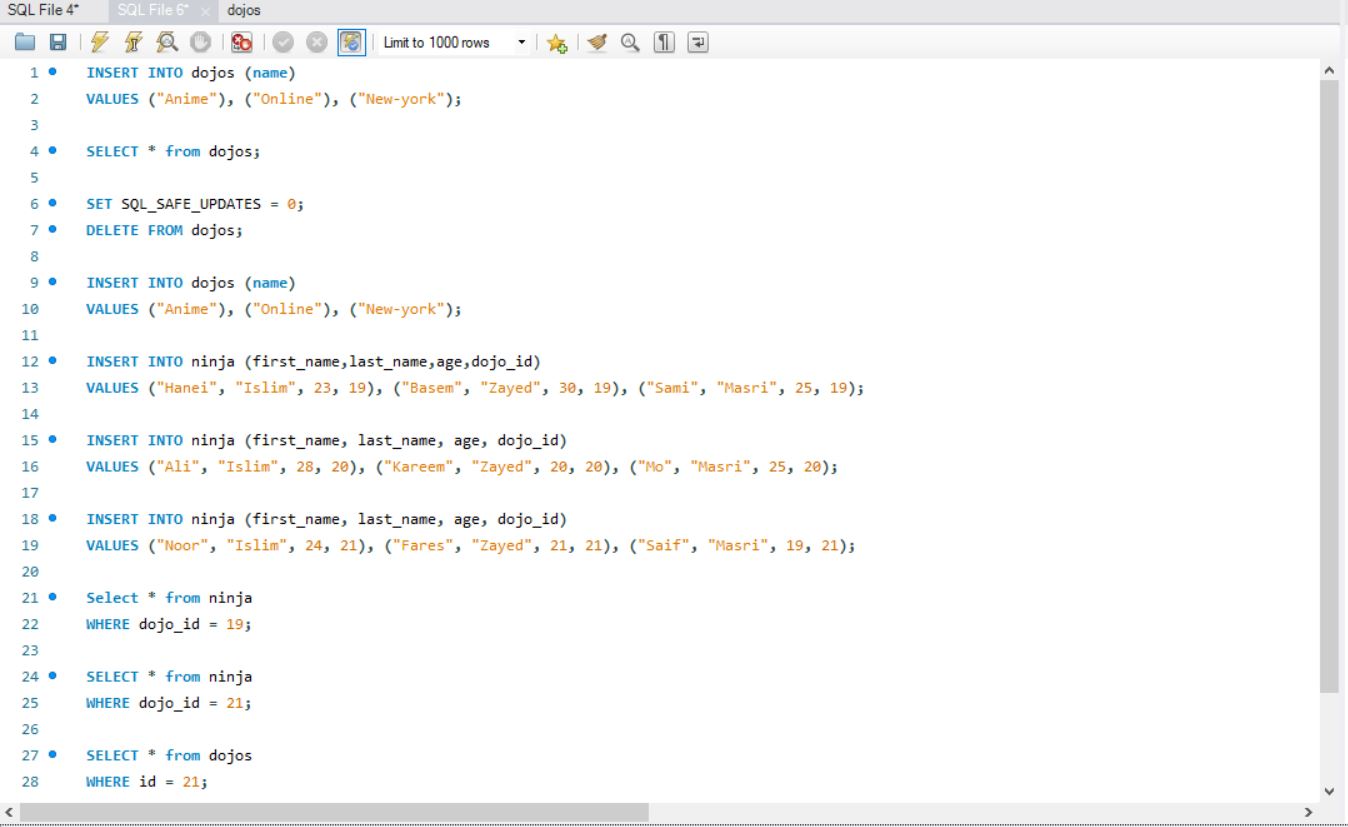 SQL File 4* SQL File 6* × dojos
Limit to 1000 rows
1 INSERT INTO dojos (name)
2 VALUES ("Anime"), ("Online"), ("New-york");
3
4 SELECT * from dojos;
5
6 SET SQL_SAFE_UPDATES = 0;
7 DELETE FROM dojos;
8
9 INSERT INTO dojos (name)
10 VALUES ("Anime"), ("Online"), ("New-york");
11
12 INSERT INTO ninja (first_name,last_name,age,dojo_id)
13 VALUES ("Hanei", "Islim", 23, 19), ("Basem", "Zayed", 30, 19), ("Sami", "Masri", 25, 19);
14
15 INSERT INTO ninja (first_name, last_name, age, dojo_id)
16 VALUES ("Ali", "Islim", 28, 20), ("Kareem", "Zayed", 20, 20), ("Mo", "Masri", 25, 20);
17
18 INSERT INTO ninja (first_name, last_name, age, dojo_id)
19 VALUES ("Noor", "Islim", 24, 21), ("Fares", "Zayed", 21, 21), ("Saif", "Masri", 19, 21);
20
21 Select * from ninja
22 WHERE dojo_id = 19;
23
24 SELECT * from ninja
25 WHERE dojo_id = 21;
26
27 SELECT * from dojos
28 WHERE id = 21;